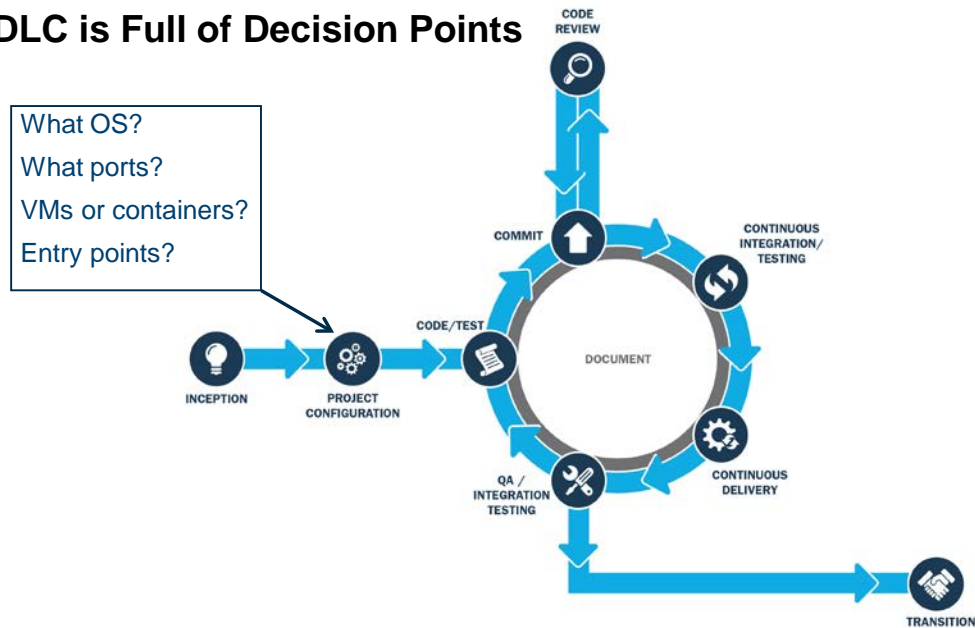 DLC is Full of Decision Points
CODE
REVIEW
What OS?
What ports?
VMs or containers?
Entry points?
COMMIT
CONTINUOUS
INTEGRATION/
TESTING
CODE/TEST
DOCUMENT
INCEPTION
PROJECT
CONFIGURATION
QA /
INTEGRATION
TESTING
CONTINUOUS
DELIVERY
TRANSITION